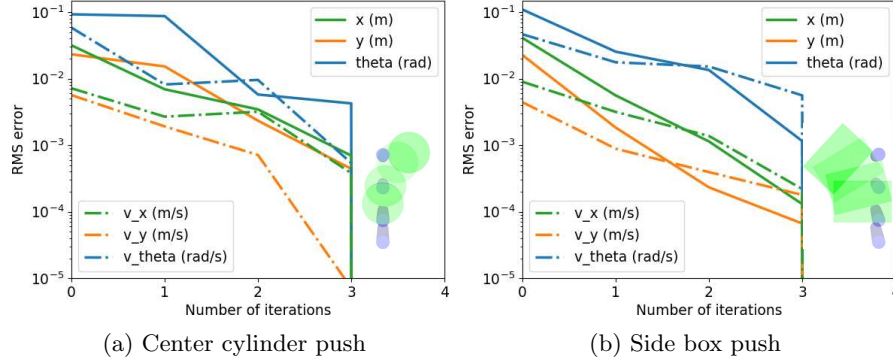 10⁻¹
10⁻²
10⁻³
10⁻⁴
10⁻⁵
RMS error
x (m)
y (m)
theta (rad)
v_x (m/s)
v_y (m/s)
v_theta (rad/s)
0 1 2 3 4
Number of iterations
(a) Center cylinder push
10⁻¹
10⁻²
10⁻³
10⁻⁴
10⁻⁵
RMS error
x (m)
y (m)
theta (rad)
v_x (m/s)
v_y (m/s)
v_theta (rad/s)
0 1 2 3 4
Number of iterations
(b) Side box push